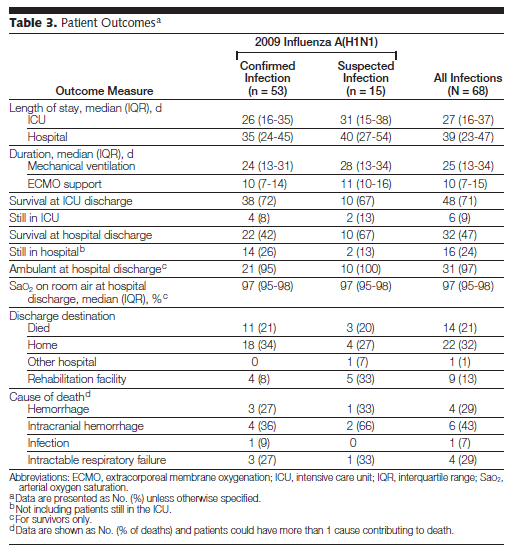 Table 3. Patient Outcomesa
2009 Influenza A(H1N1)
Outcome Measure Confirmed Infection (n = 53) Suspected Infection (n = 15) All Infections (N = 68)
Length of stay, median (IQR), d
ICU 26 (16-35) 31 (15-38) 27 (16-37)
Hospital 35 (24-45) 40 (27-54) 39 (23-47)
Duration, median (IQR), d
Mechanical ventilation 24 (13-31) 28 (13-34) 25 (13-34)
ECMO support 10 (7-14) 11 (10-16) 10 (7-15)
Survival at ICU discharge 38 (72) 10 (67) 48 (71)
Still in ICU 4 (8) 2 (13) 6 (9)
Survival at hospital discharge 22 (42) 10 (67) 32 (47)
Still in hospitalb 14 (26) 2 (13) 16 (24)
Ambulant at hospital dischargec 21 (95) 10 (100) 31 (97)
SaO2 on room air at hospital
discharge, median (IQR), %c 97 (95-98) 97 (95-98) 97 (95-98)
Discharge destination
Died 11 (21) 3 (20) 14 (21)
Home 18 (34) 4 (27) 22 (32)
Other hospital 0 1 (7) 1 (1)
Rehabilitation facility 4 (8) 5 (33) 9 (13)
Cause of deathd
Hemorrhage 3 (27) 1 (33) 4 (29)
Intracranial hemorrhage 4 (36) 2 (66) 6 (43)
Infection 1 (9) 0 1 (7)
Intractable respiratory failure 3 (27) 1 (33) 4 (29)
Abbreviations: ECMO, extracorporeal membrane oxygenation; ICU, intensive care unit; IQR, interquartile range; SaO2,
arterial oxygen saturation.
a Data are presented as No. (%) unless otherwise specified.
b Not including patients still in the ICU.
c For survivors only.
d Data are shown as No. (% of deaths) and patients could have more than 1 cause contributing to death.